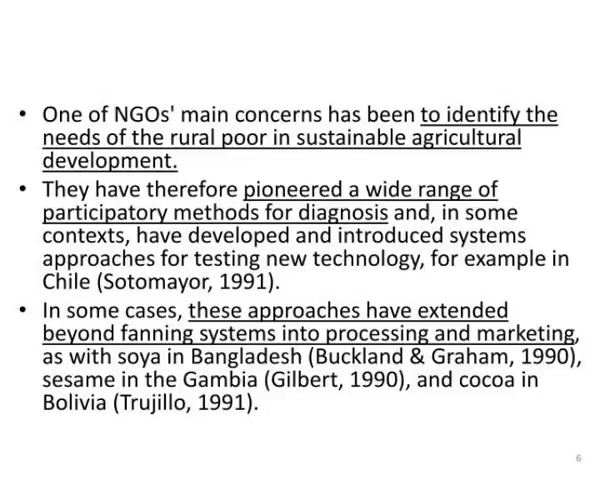 • One of NGOs' main concerns has been to identify the
needs of the rural poor in sustainable agricultural
development.
• They have therefore pioneered a wide range of
participatory methods for diagnosis and, in some
contexts, have developed and introduced systems
approaches for testing new technology, for example in
Chile (Sotomayor, 1991).
• In some cases, these approaches have extended
beyond fanning systems into processing and marketing,
as with soya in Bangladesh (Buckland & Graham, 1990),
sesame in the Gambia (Gilbert, 1990), and cocoa in
Bolivia (Trujillo, 1991).
6